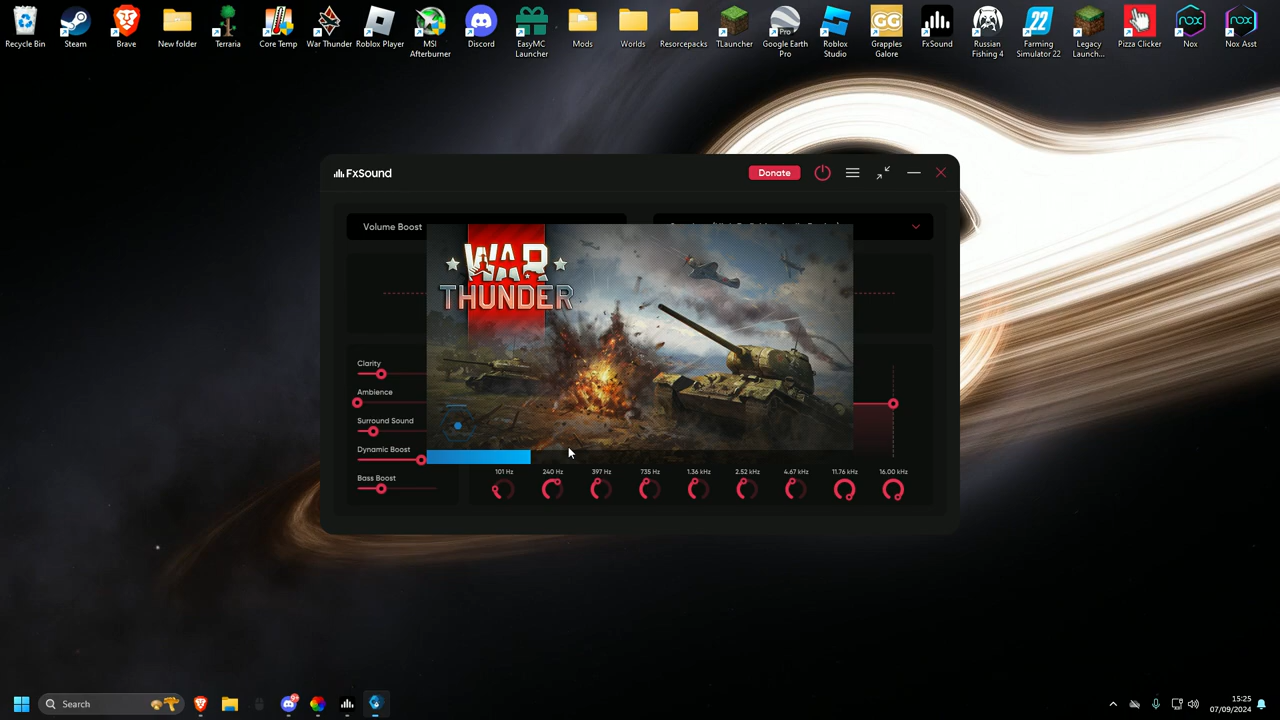 Recycle Bin
Steam
Brave
New folder
Terraria
Core Temp
War Thunder
Roblox Player
MSI
Afterburner
Discord
EasyMC
Launcher
Mods
Worlds
Resorcepacks
TLauncher
Google Earth
Pro
Roblox
Studio
Grapples
Galore
FxSound
Russian
Fishing 4
Farming
Simulator 22
Legacy
Launch...
Pizza Clicker
Nox
Nox Asst
FxSound
Donate
Volume Boost
WAR
THUNDER
Clarity
Ambience
Surround Sound
Dynamic Boost
Bass Boost
101 Hz
240 Hz
397 Hz
735 Hz
1.36 kHz
2.52 kHz
4.67 kHz
11.76 kHz
16.00 kHz
Search
15:25
07/09/2024